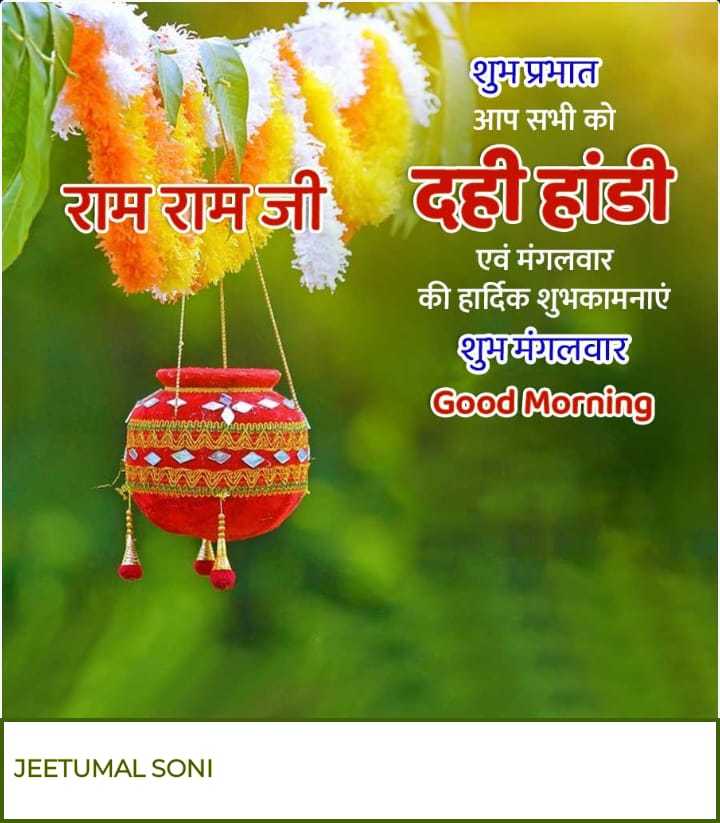 शुभ प्रभात
आप सभी को
राम राम जी
दही हांडी
एवं मंगलवार
की हार्दिक शुभकामनाएं
शुभ मंगलवार
Good Morning
JEETUMAL SONI